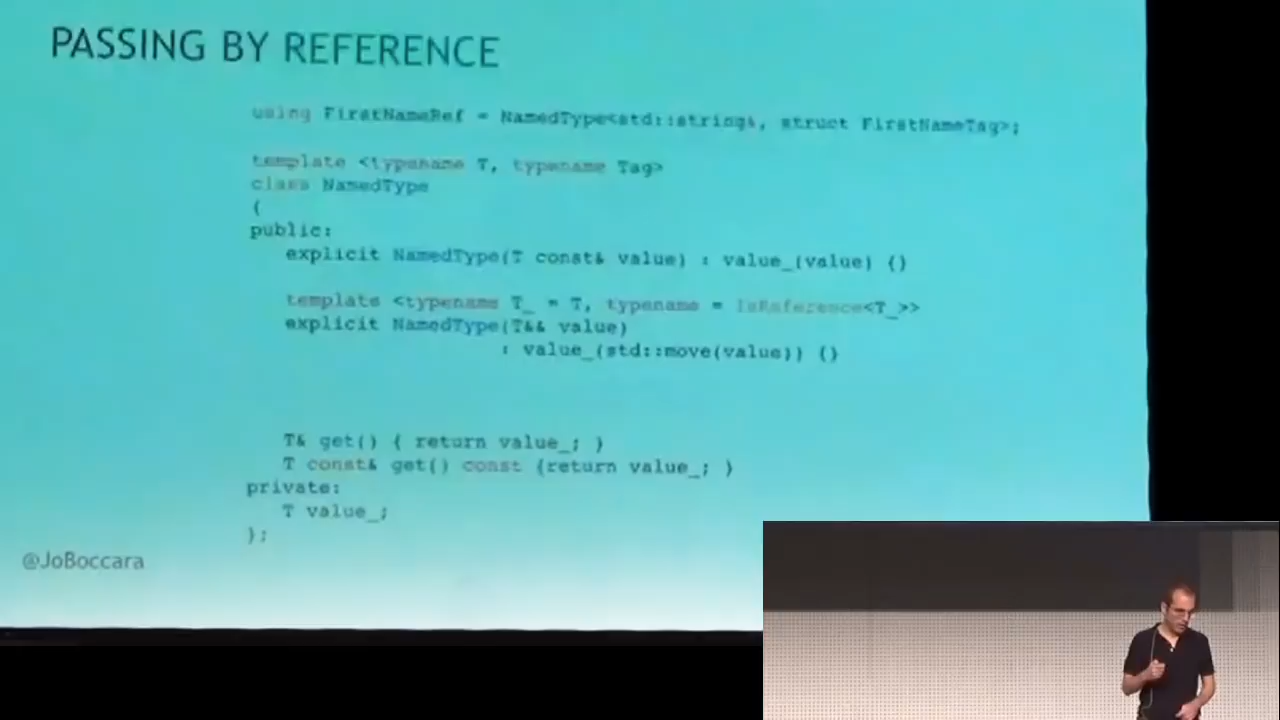 PASSING BY REFERENCE
using FirstNameRef = NamedType<std::string&, struct FirstNameTag>;
template <typename T, typename Tag>
class NamedType
{
public:
explicit NamedType(T const& value) : value_(value) {}
template <typename T_ = T, typename = IsReference<T_>>
explicit NamedType(T&& value)
: value_(std::move(value)) {}
T& get() { return value_; }
T const& get() const {return value_; }
private:
T value_;
};
@JoBoccara